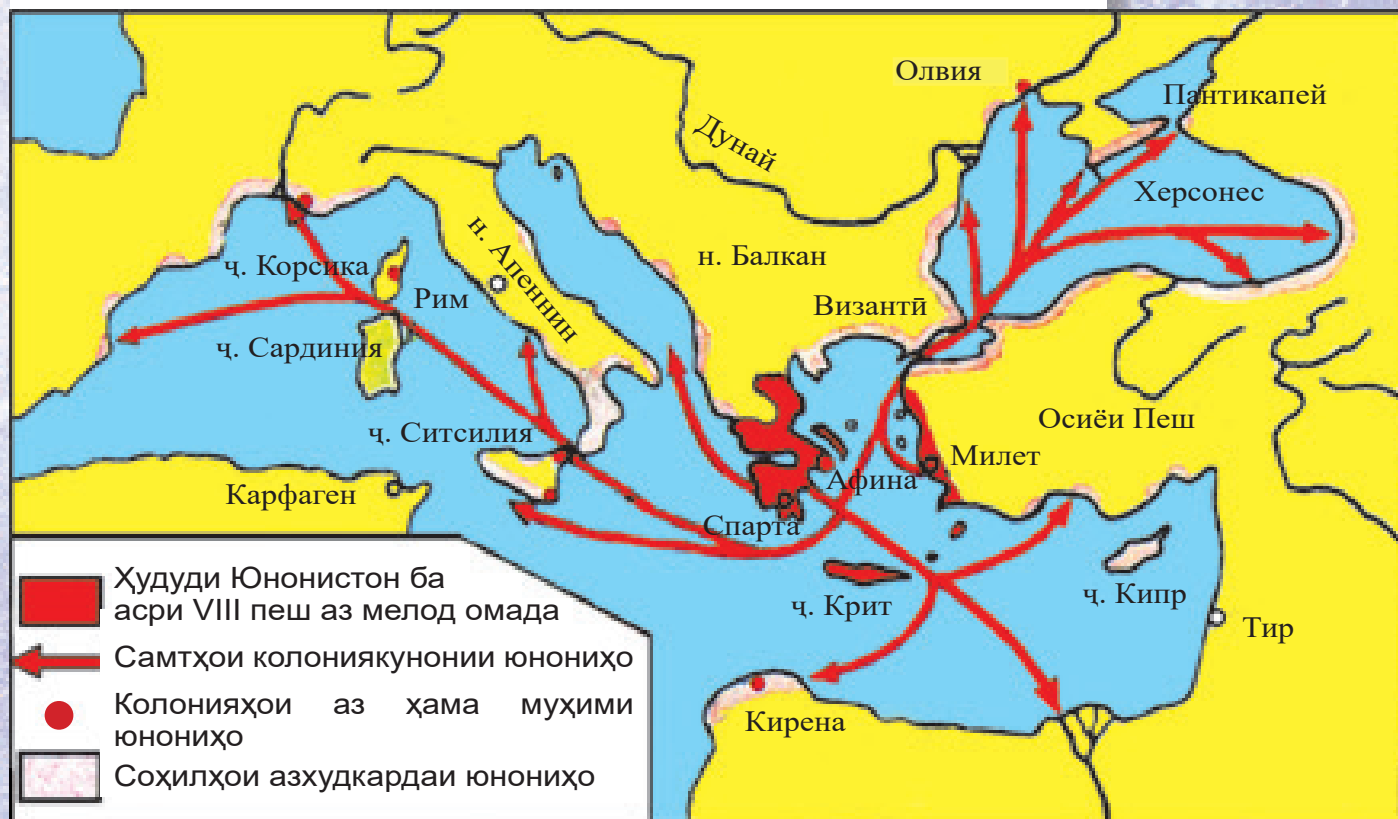 Олвия
Пантикапей
Дунай
Херсонес
н. Апеннин
н. Балкан
ҷ. Корсика
Рим
Византӣ
ҷ. Сардиния
Осиёи Пеш
ҷ. Ситсилия
Милет
Афина
Карфаген
Спарта
ҷ. Крит
ҷ. Кипр
Тир
Кирена
Ҳудуди Юнонистон ба
асри VIII пеш аз мелод омада
Самтҳои колониякунонии юнониҳо
Колонияҳои аз ҳама муҳими
юнониҳо
Соҳилҳои азхудкардаи юнониҳо